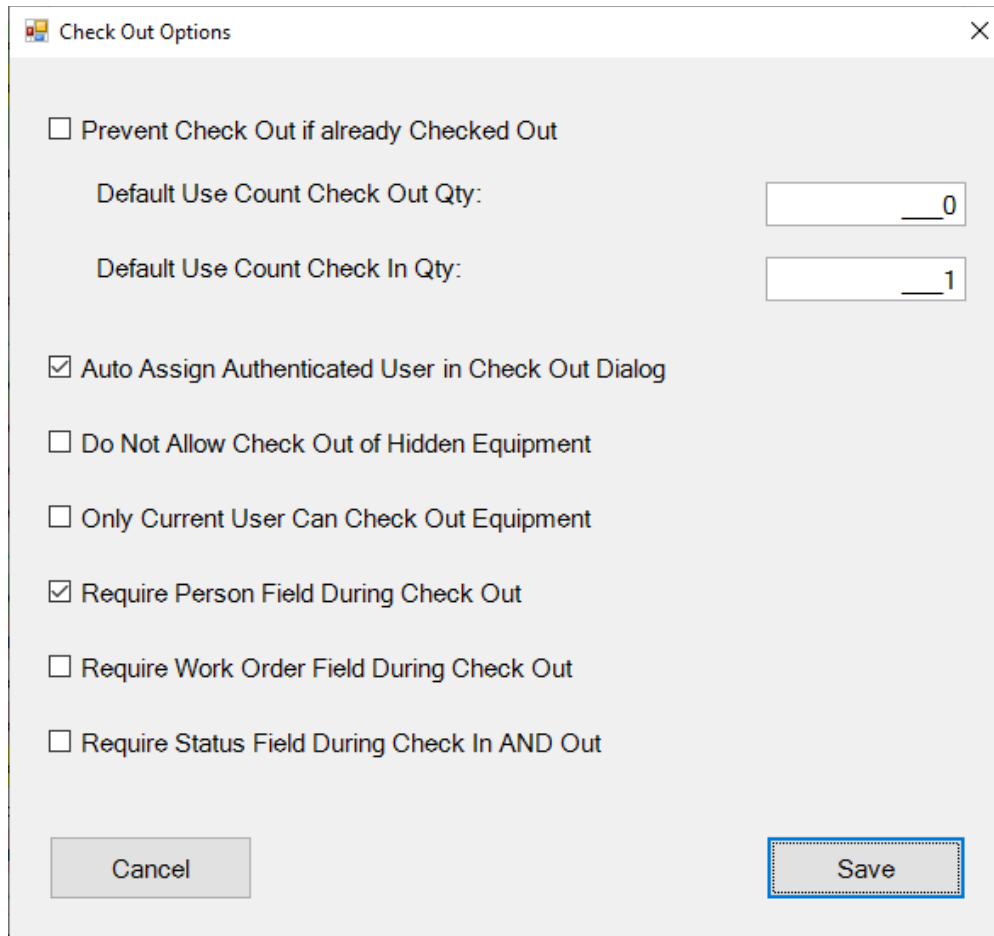 Check Out Options
Prevent Check Out if already Checked Out
Default Use Count Check Out Qty: ___0
Default Use Count Check In Qty: ___1
Auto Assign Authenticated User in Check Out Dialog
Do Not Allow Check Out of Hidden Equipment
Only Current User Can Check Out Equipment
Require Person Field During Check Out
Require Work Order Field During Check Out
Require Status Field During Check In AND Out
Cancel Save